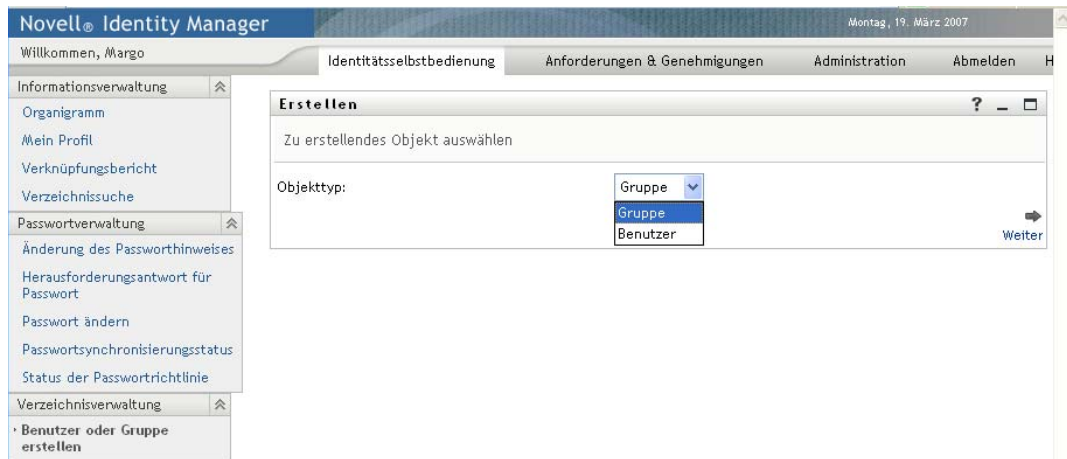 Novell® Identity Manager
Montag, 19. März 2007
Willkommen, Margo
Identitätsselbstbedienung
Anforderungen & Genehmigungen
Administration
Abmelden
H
Informationsverwaltung
Organigramm
Mein Profil
Verknüpfungsbericht
Verzeichnissuche
Passwortverwaltung
Änderung des Passworthinweises
Herausforderungsantwort für
Passwort
Passwort ändern
Passwortsynchronisierungsstatus
Status der Passwortrichtlinie
Verzeichnisverwaltung
Benutzer oder Gruppe
erstellen
Erstellen
?
Zu erstellendes Objekt auswählen
Objekttyp:
Gruppe
Gruppe
Benutzer
Weiter